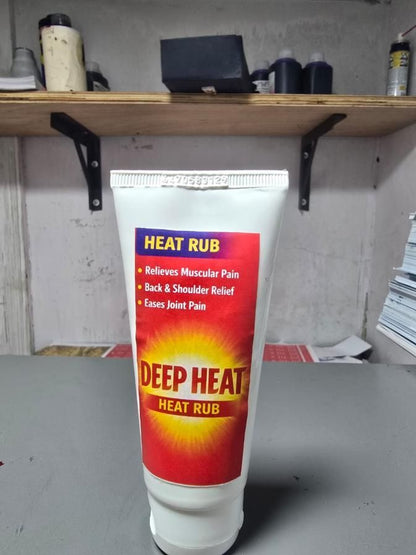 HEAT RUB
• Relieves Muscular Pain
• Back & Shoulder Relief
• Eases Joint Pain
DEEP HEAT
HEAT RUB